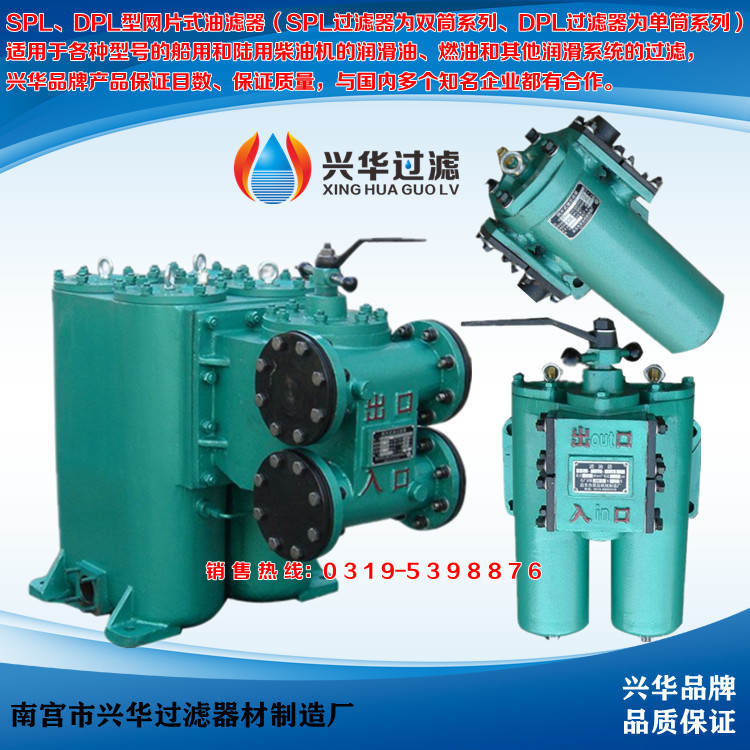 SPL、DPL型网片式油滤器（SPL过滤器为双筒系列、DPL过滤器为单筒系列）
适用于各种型号的船用和陆用柴油机的润滑油、燃油和其他润滑系统的过滤，
兴华品牌产品保证目数、保证质量，与国内多个知名企业都有合作。
兴华过滤
XING HUA GUO LV
出口
入口
出out口
入in口
销售热线：0319-5398876
南宫市兴华过滤器材制造厂
兴华品牌
品质保证